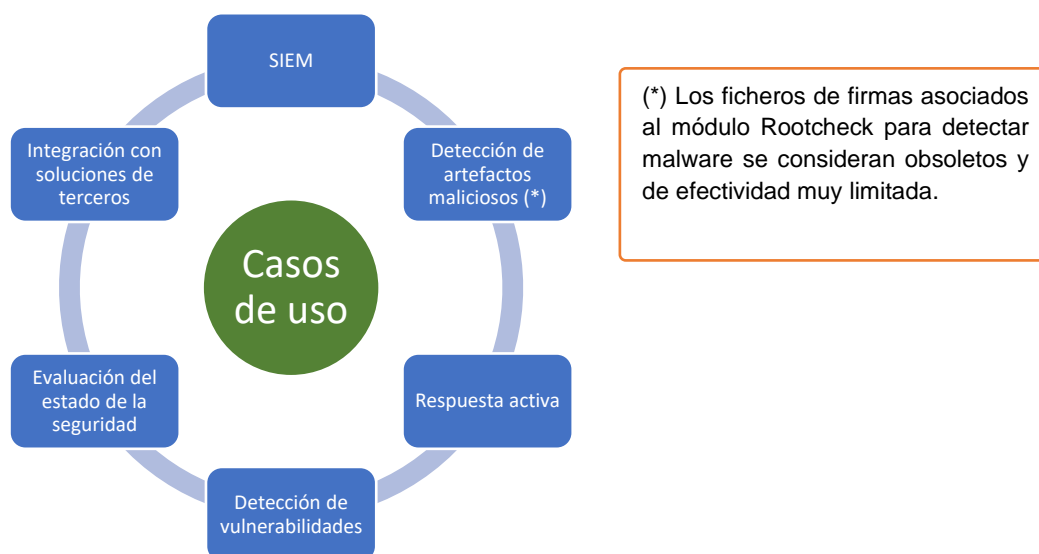 SIEM
Detección de
artefactos
maliciosos (*)
Respuesta activa
Detección de
vulnerabilidades
Evaluación del
estado de la
seguridad
Integración con
soluciones de
terceros
Casos
de uso
(*) Los ficheros de firmas asociados
al módulo Rootcheck para detectar
malware se consideran obsoletos y
de efectividad muy limitada.